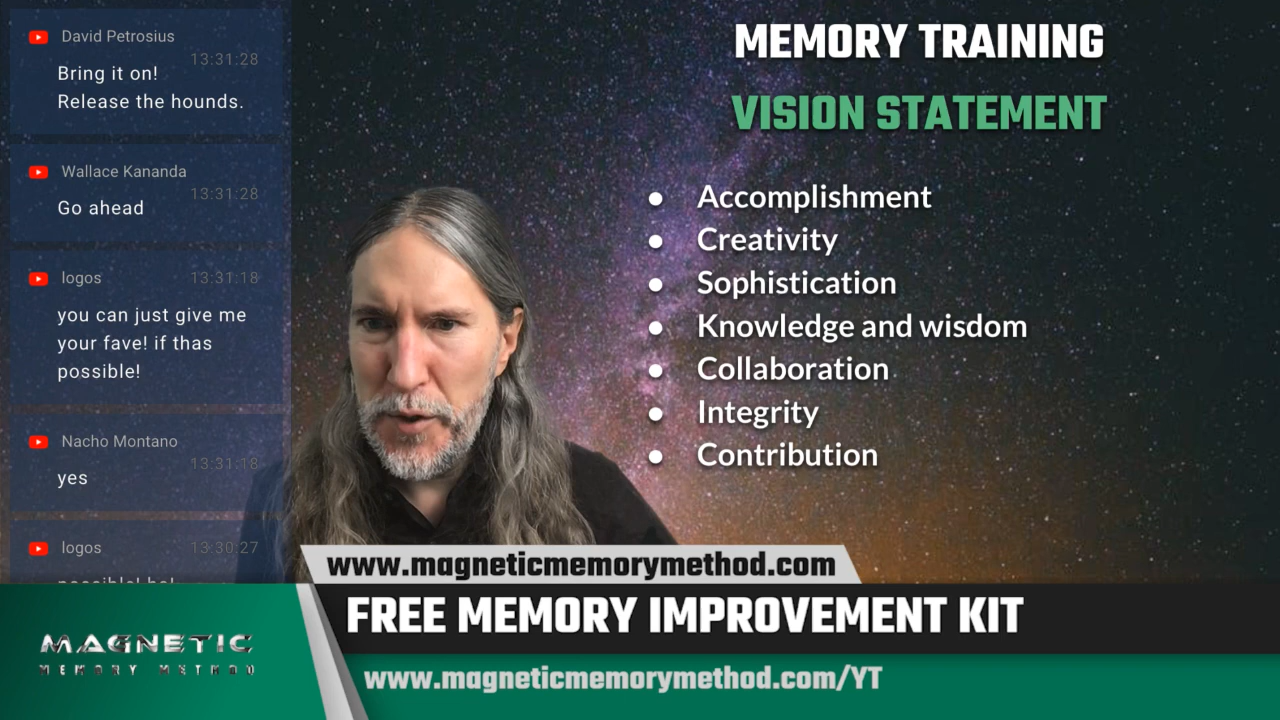 David Petrosius
13:31:28
Bring it on!
Release the hounds.
Wallace Kananda
13:31:28
Go ahead
logos 13:31:18
you can just give me
your fave! if thas
possible!
Nacho Montano
13:31:18
yes
logos 13:30:27
possible! ha!
MEMORY TRAINING
VISION STATEMENT
• Accomplishment
• Creativity
• Sophistication
• Knowledge and wisdom
• Collaboration
• Integrity
• Contribution
www.magneticmemorymethod.com
FREE MEMORY IMPROVEMENT KIT
www.magneticmemorymethod.com/YT
MAGNETIC
MEMORY METHOD